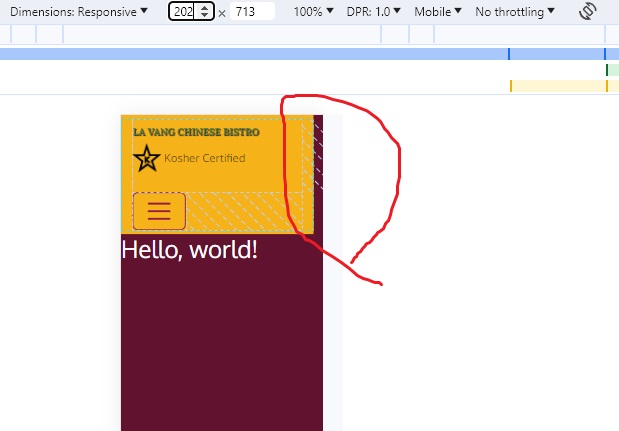 Dimensions: Responsive ▼ 202 × 713 100% ▼ DPR: 1.0 ▼ Mobile ▼ No throttling ▼
LA VANG CHINESE BISTRO
K Kosher Certified
Hello, world!